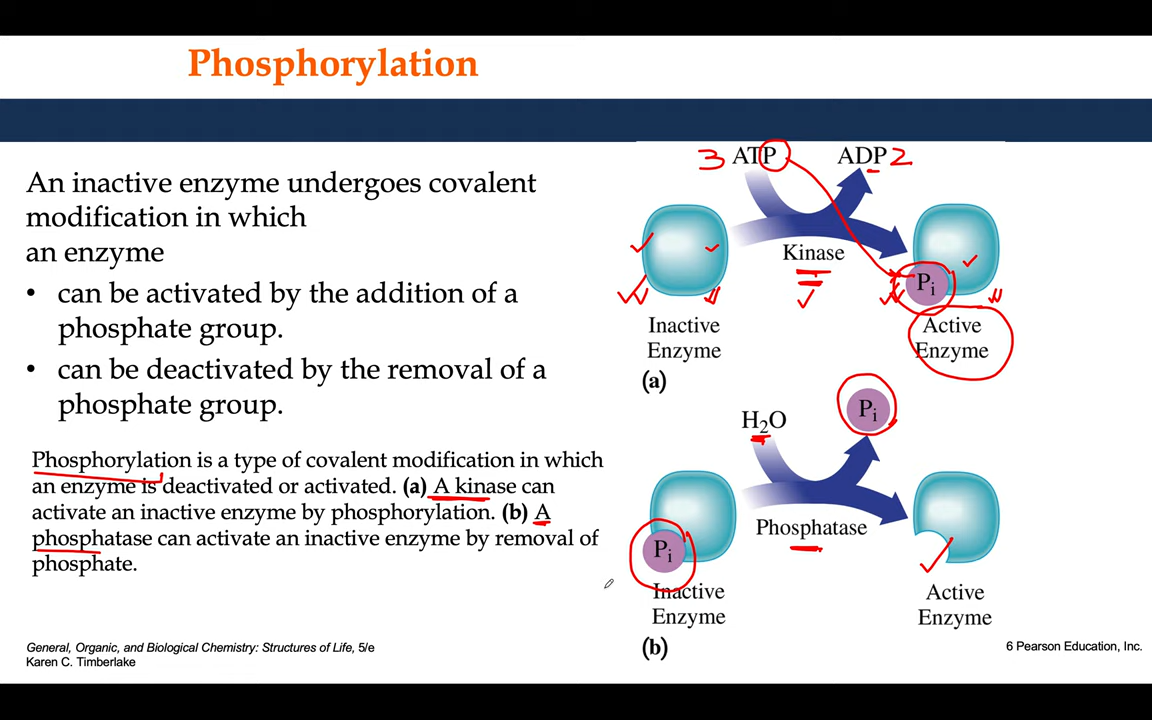 Phosphorylation
An inactive enzyme undergoes covalent
modification in which
an enzyme
• can be activated by the addition of a
phosphate group.
• can be deactivated by the removal of a
phosphate group.
Phosphorylation is a type of covalent modification in which
an enzyme is deactivated or activated. (a) A kinase can
activate an inactive enzyme by phosphorylation. (b) A
phosphatase can activate an inactive enzyme by removal of
phosphate.
General, Organic, and Biological Chemistry: Structures of Life, 5/e
Karen C. Timberlake
3 ATP ADP 2
Kinase
Pi
Inactive
Enzyme
Active
Enzyme
(a)
Pi
H2O
Phosphatase
Pi
Inactive
Enzyme
Active
Enzyme
(b)
6 Pearson Education, Inc.